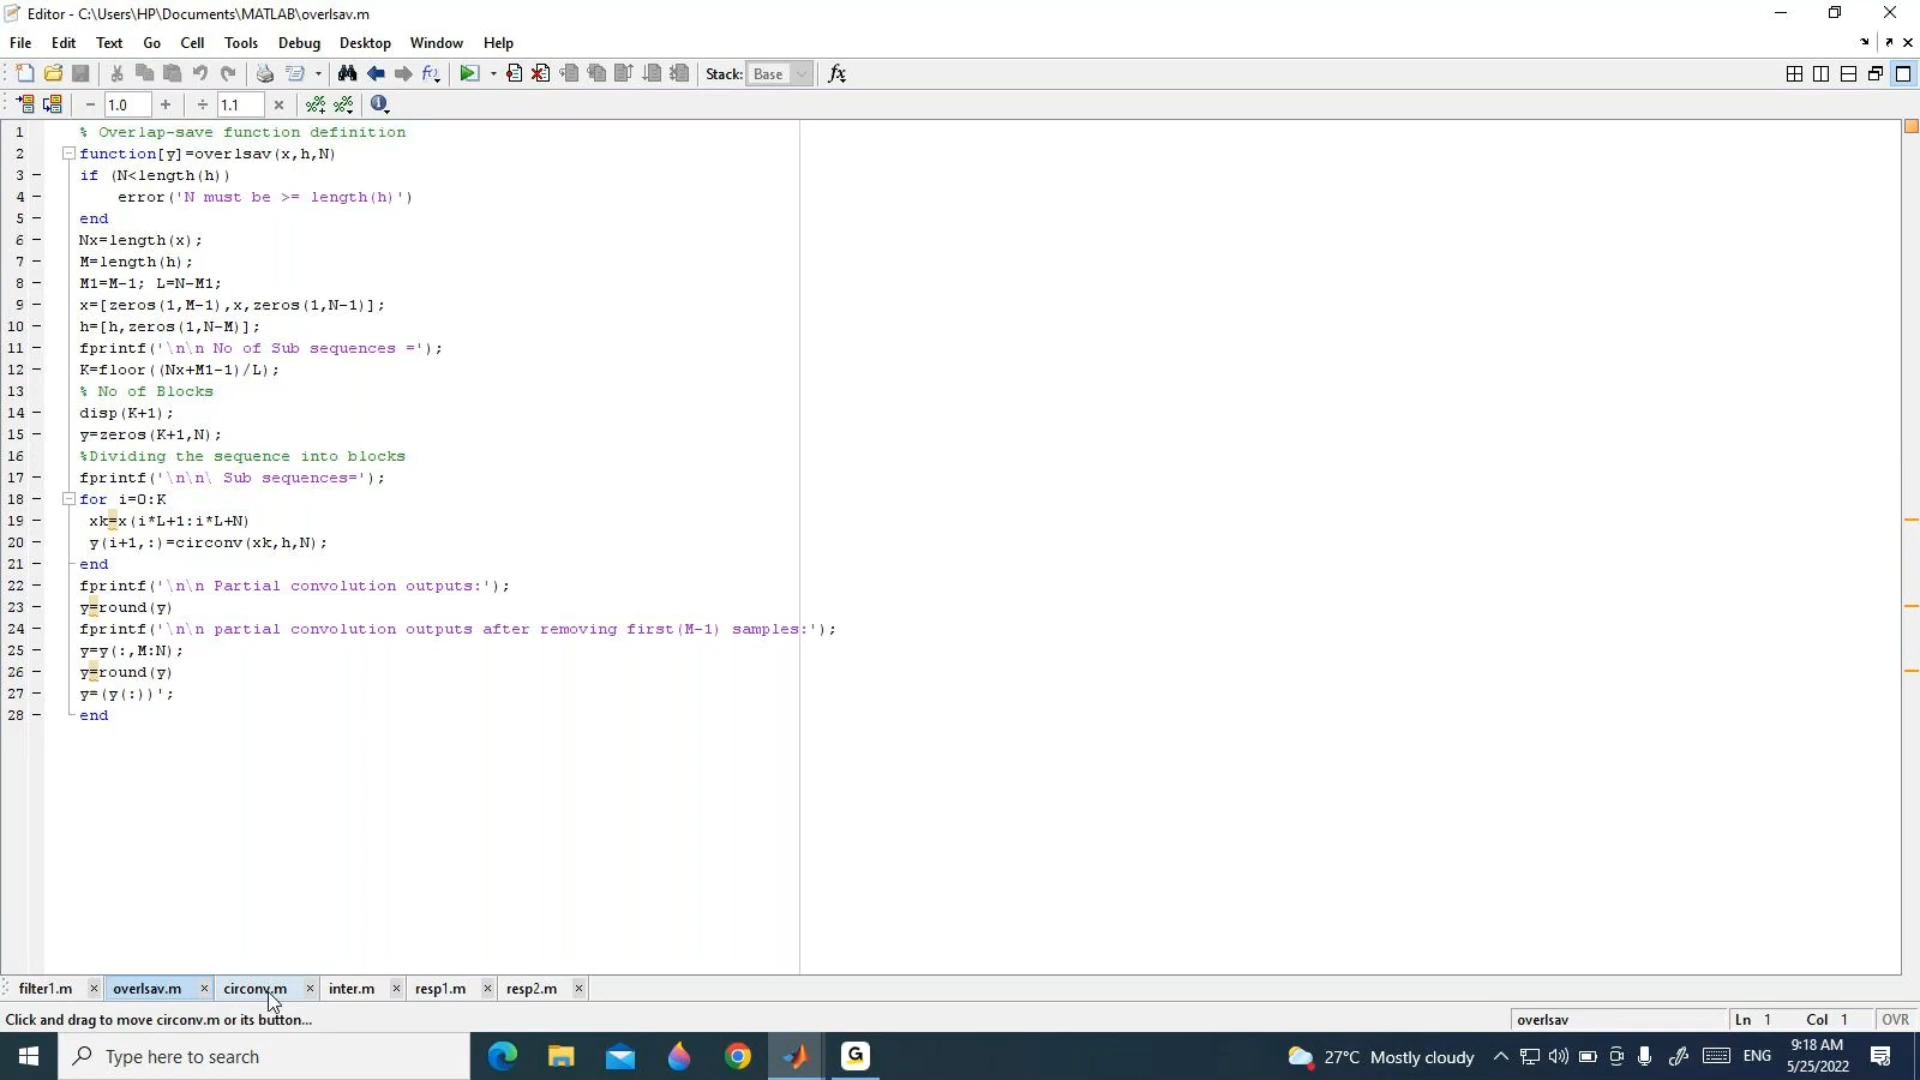 Editor - C:\Users\HP\Documents\MATLAB\overlsav.m
File Edit Text Go Cell Tools Debug Desktop Window Help
Stack: Base fx
1.0 1.1
1 % Overlap-save function definition
2 function[y]=overlsav(x,h,N)
3 if (N<length(h))
4 error('N must be >= length(h)')
5 end
6 Nx=length(x);
7 M=length(h);
8 M1=M-1; L=N-M1;
9 x=[zeros(1,M-1),x,zeros(1,N-1)];
10 h=[h,zeros(1,N-M)];
11 fprintf('\n\n No of Sub sequences =');
12 K=floor((Nx+M1-1)/L);
13 % No of Blocks
14 disp(K+1);
15 y=zeros(K+1,N);
16 %Dividing the sequence into blocks
17 fprintf('\n\n\ Sub sequences=');
18 for i=0:K
19 xk=x(i*L+1:i*L+N)
20 y(i+1,:)=circonv(xk,h,N);
21 end
22 fprintf('\n\n Partial convolution outputs:');
23 y=round(y)
24 fprintf('\n\n partial convolution outputs after removing first(M-1) samples:');
25 y=y(:,M:N);
26 y=round(y)
27 y=(y(:))';
28 end
filter1.m overlsav.m circonv.m inter.m resp1.m resp2.m
Click and drag to move circonv.m or its button...
overlsav Ln 1 Col 1 OVR
Type here to search
27°C Mostly cloudy ENG
9:18 AM
5/25/2022